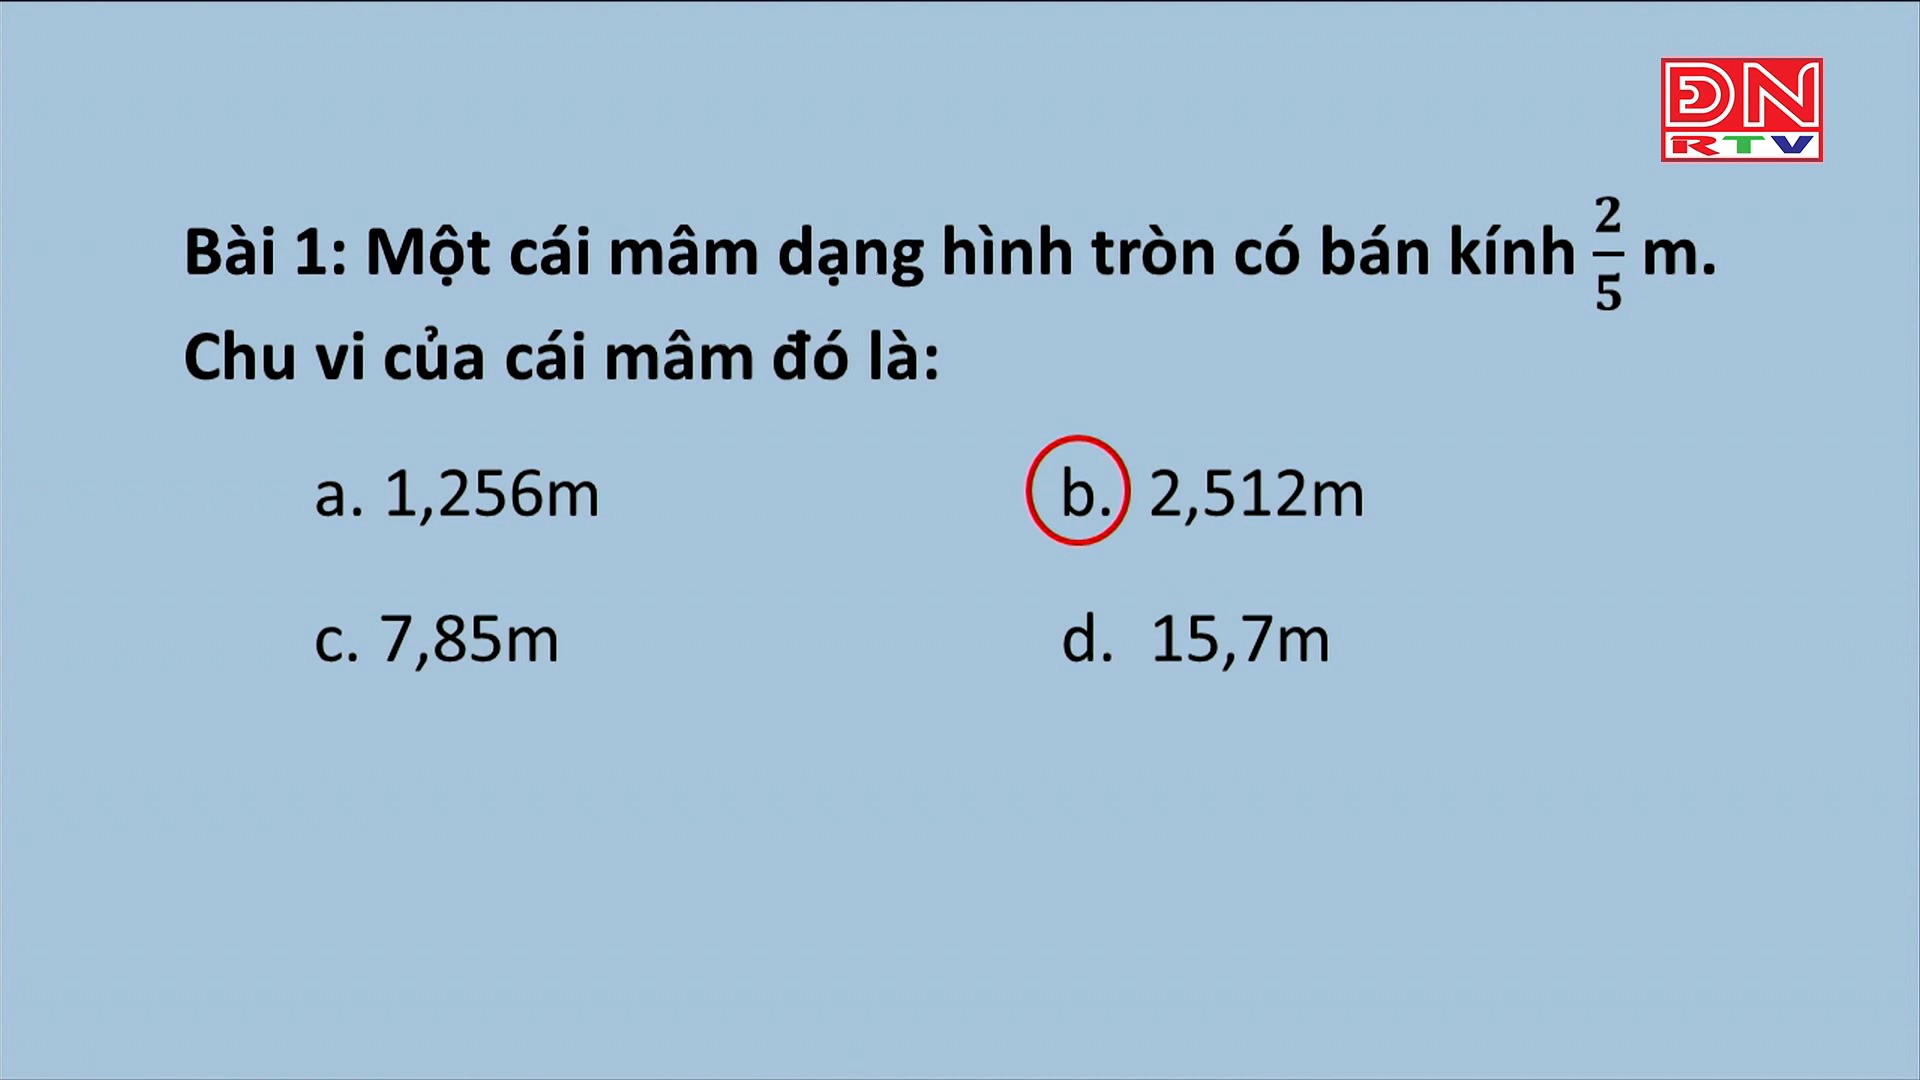 ĐN
RTV
Bài 1: Một cái mâm dạng hình tròn có bán kính 2/5 m.
Chu vi của cái mâm đó là:
a. 1,256m
b. 2,512m
c. 7,85m
d. 15,7m